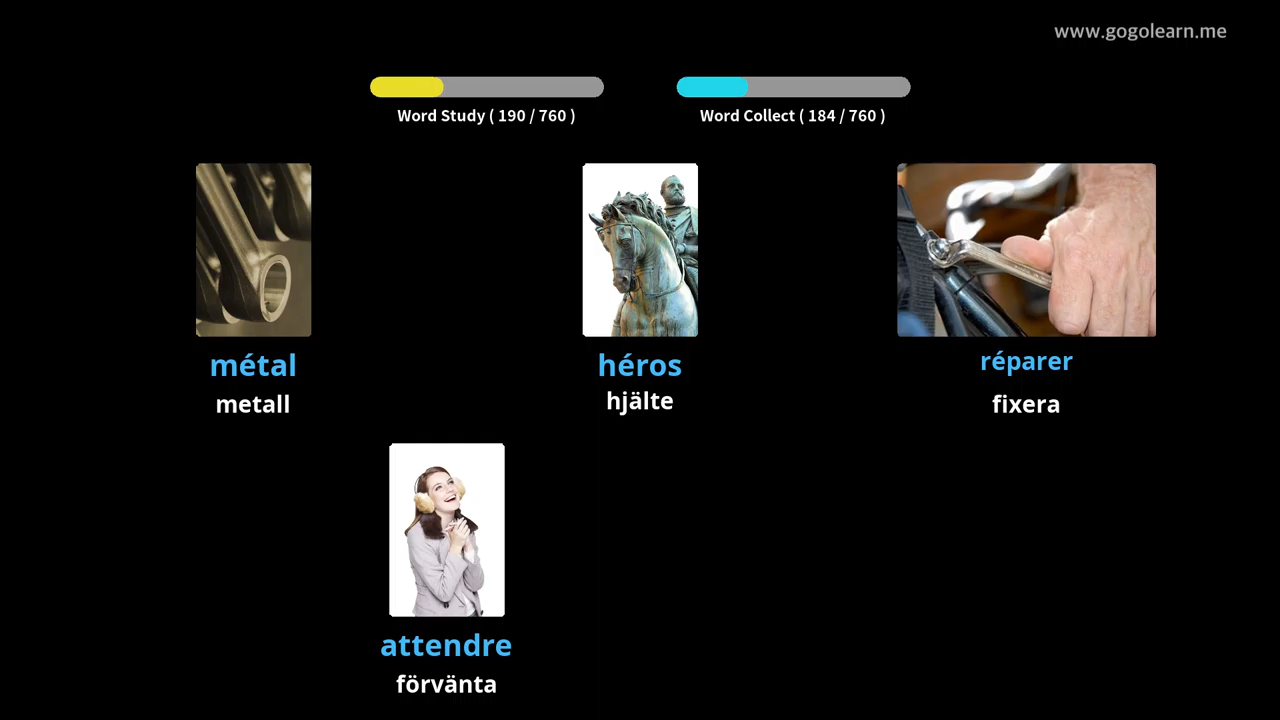 www.gogolearn.me
Word Study ( 190 / 760 )
Word Collect ( 184 / 760 )
métal
metall
héros
hjälte
réparer
fixera
attendre
förvänta